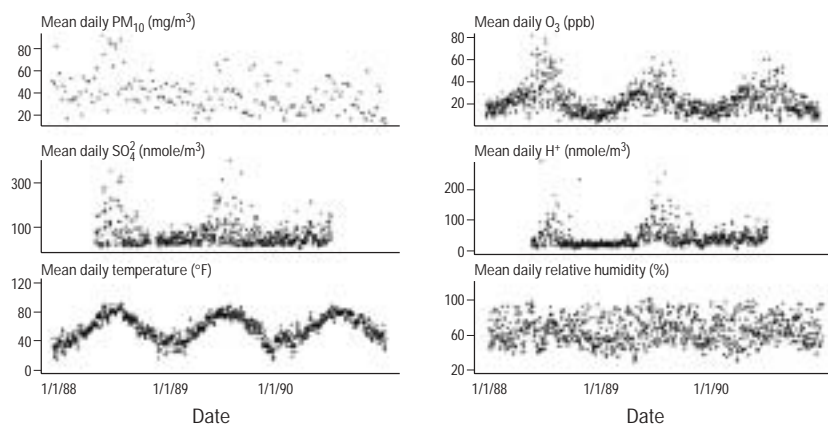 Mean daily PM₁₀ (mg/m³)
80
60
40
20
Mean daily O₃ (ppb)
80
60
40
20
Mean daily SO₄² (nmole/m³)
300
100
Mean daily H⁺ (nmole/m³)
200
100
0
Mean daily temperature (°F)
120
80
40
0
1/1/88 1/1/89 1/1/90
Date
Mean daily relative humidity (%)
100
60
20
1/1/88 1/1/89 1/1/90
Date